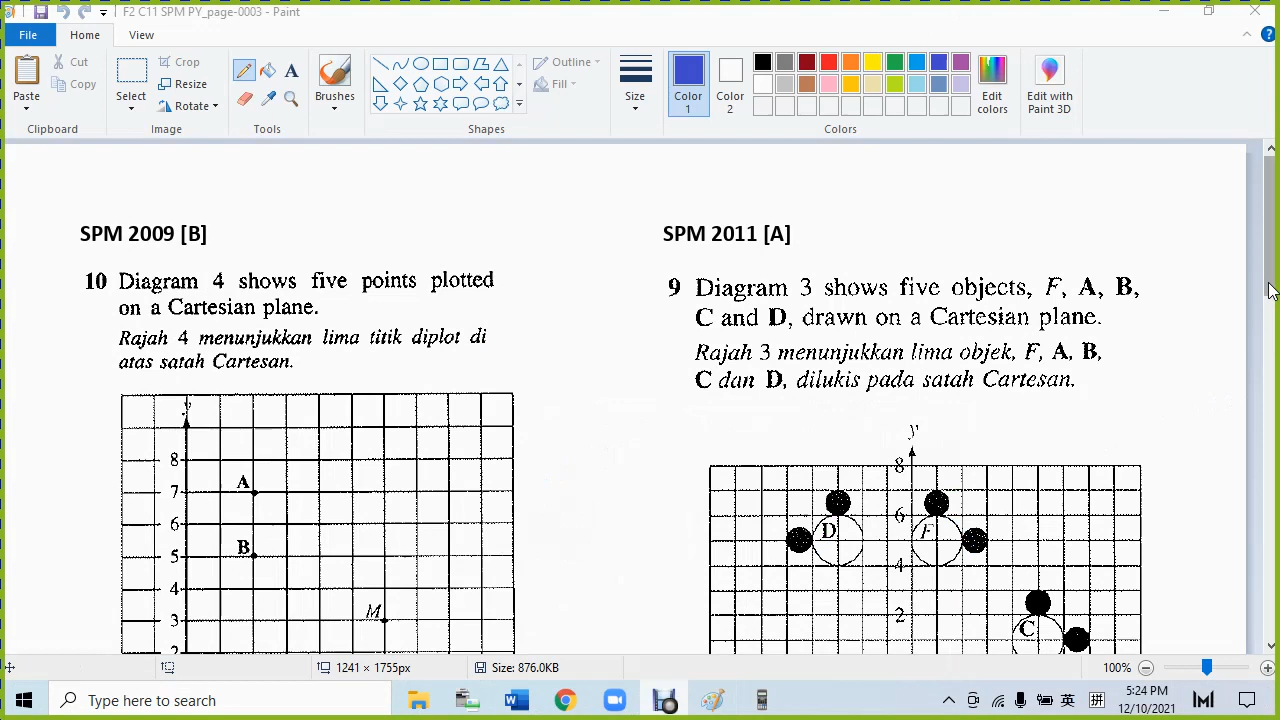 F2 C11 SPM PY_page-0003 - Paint
File
Home
View
Paste
Cut
Copy
Clipboard
Select
Crop
Resize
Rotate
Image
A
Tools
Brushes
Shapes
Outline
Fill
Size
Color 1
Color 2
Colors
Edit colors
Edit with Paint 3D
SPM 2009 [B]
10 Diagram 4 shows five points plotted
on a Cartesian plane.
Rajah 4 menunjukkan lima titik diplot di
atas satah Cartesan.
y
8
A
7
6
B
5
4
M
3
2
SPM 2011 [A]
9 Diagram 3 shows five objects, F, A, B,
C and D, drawn on a Cartesian plane.
Rajah 3 menunjukkan lima objek, F, A, B,
C dan D, dilukis pada satah Cartesan.
y
8
6
D
F
4
2
C
1241 × 1755px
Size: 876.0KB
100%
Type here to search
英
拼
5:24 PM
12/10/2021